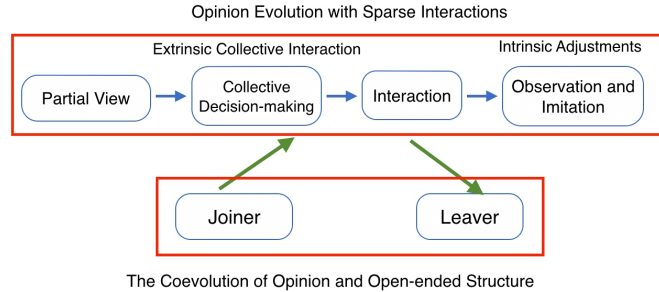 Opinion Evolution with Sparse Interactions
Extrinsic Collective Interaction
Intrinsic Adjustments
Partial View
Collective
Decision-making
Interaction
Observation and
Imitation
Joiner
Leaver
The Coevolution of Opinion and Open-ended Structure